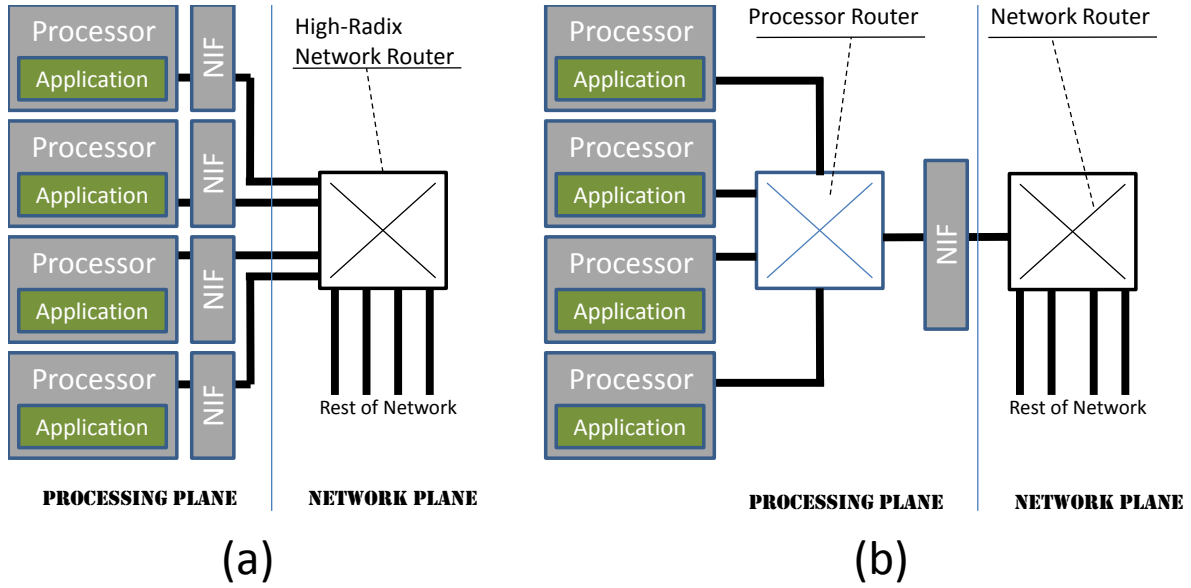 Processor
Application
NIF
Processor
Application
NIF
Processor
Application
NIF
Processor
Application
NIF
High-Radix
Network Router
Rest of Network
PROCESSING PLANE
NETWORK PLANE
(a)
Processor
Application
Processor
Application
Processor
Application
Processor
Application
Processor Router
Network Router
NIF
Rest of Network
PROCESSING PLANE
NETWORK PLANE
(b)